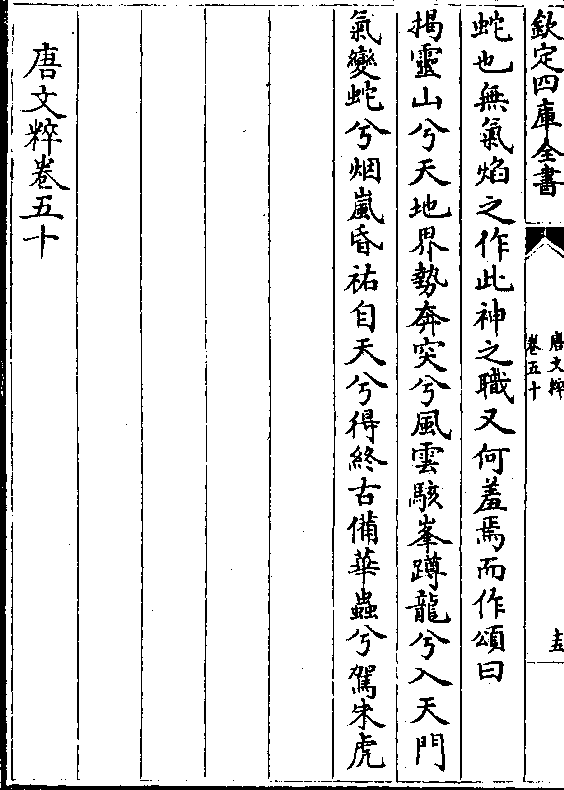 欽定四庫全書
唐文粹
卷五十
十五
蛇也無氣焰之作此神之職又何羞焉而作頌曰
揭靈山兮天地界勢奔突兮風雲駭峯蹲龍兮入天門
氣變蛇兮烟嵐昏祐自天兮得終古備華蟲兮駕朱虎
唐文粹卷五十